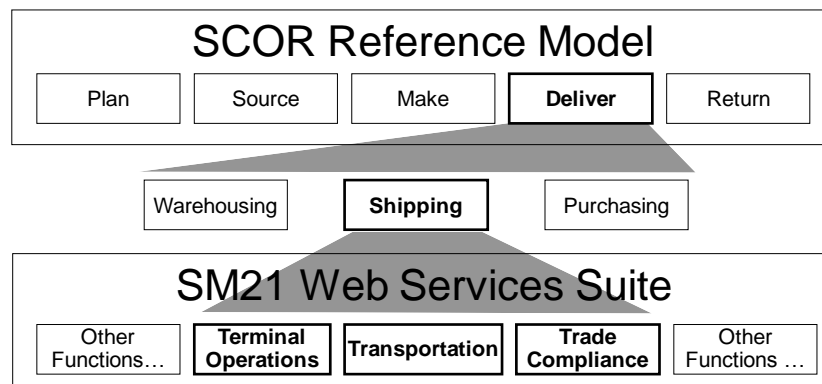 SCOR Reference Model
Plan
Source
Make
Deliver
Return
Warehousing
Shipping
Purchasing
SM21 Web Services Suite
Other
Functions…
Terminal
Operations
Transportation
Trade
Compliance
Other
Functions …